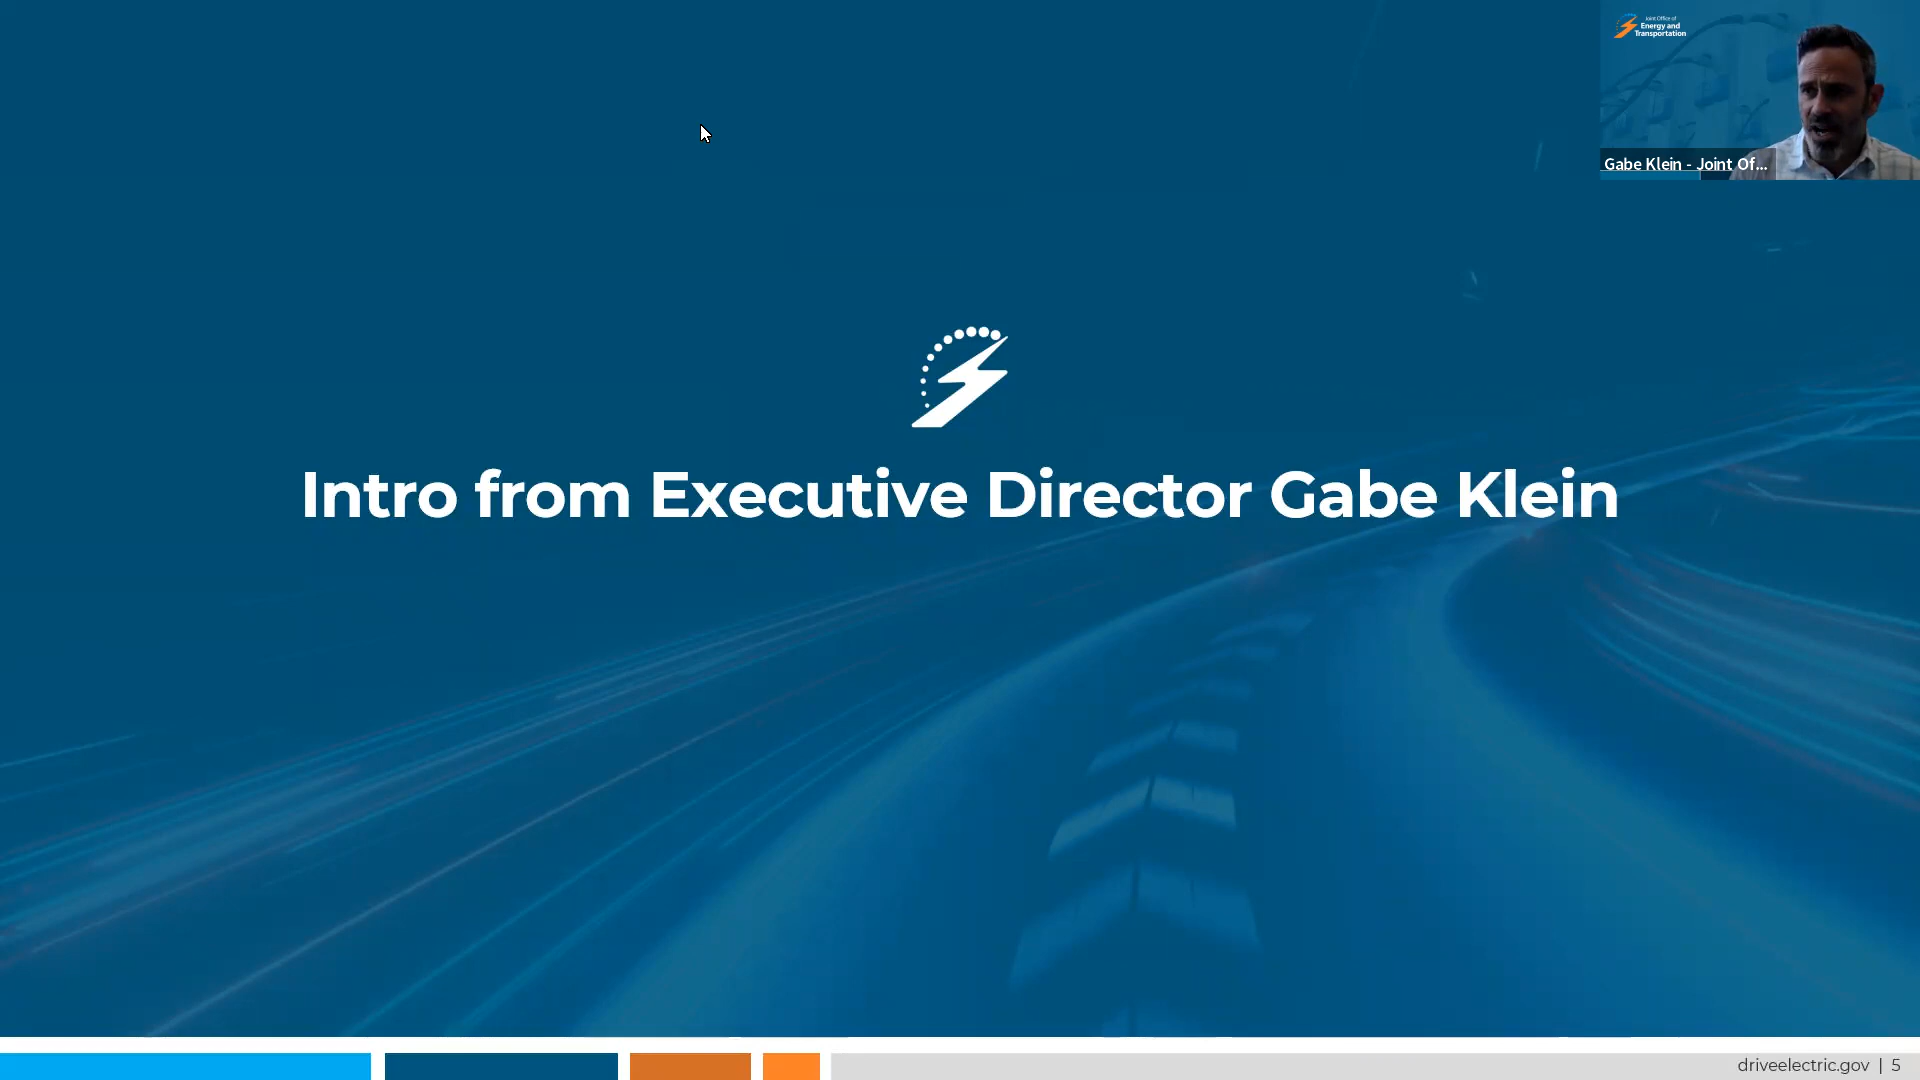 Joint Office of
Energy and
Transportation
Gabe Klein - Joint Of...
Intro from Executive Director Gabe Klein
driveelectric.gov | 5